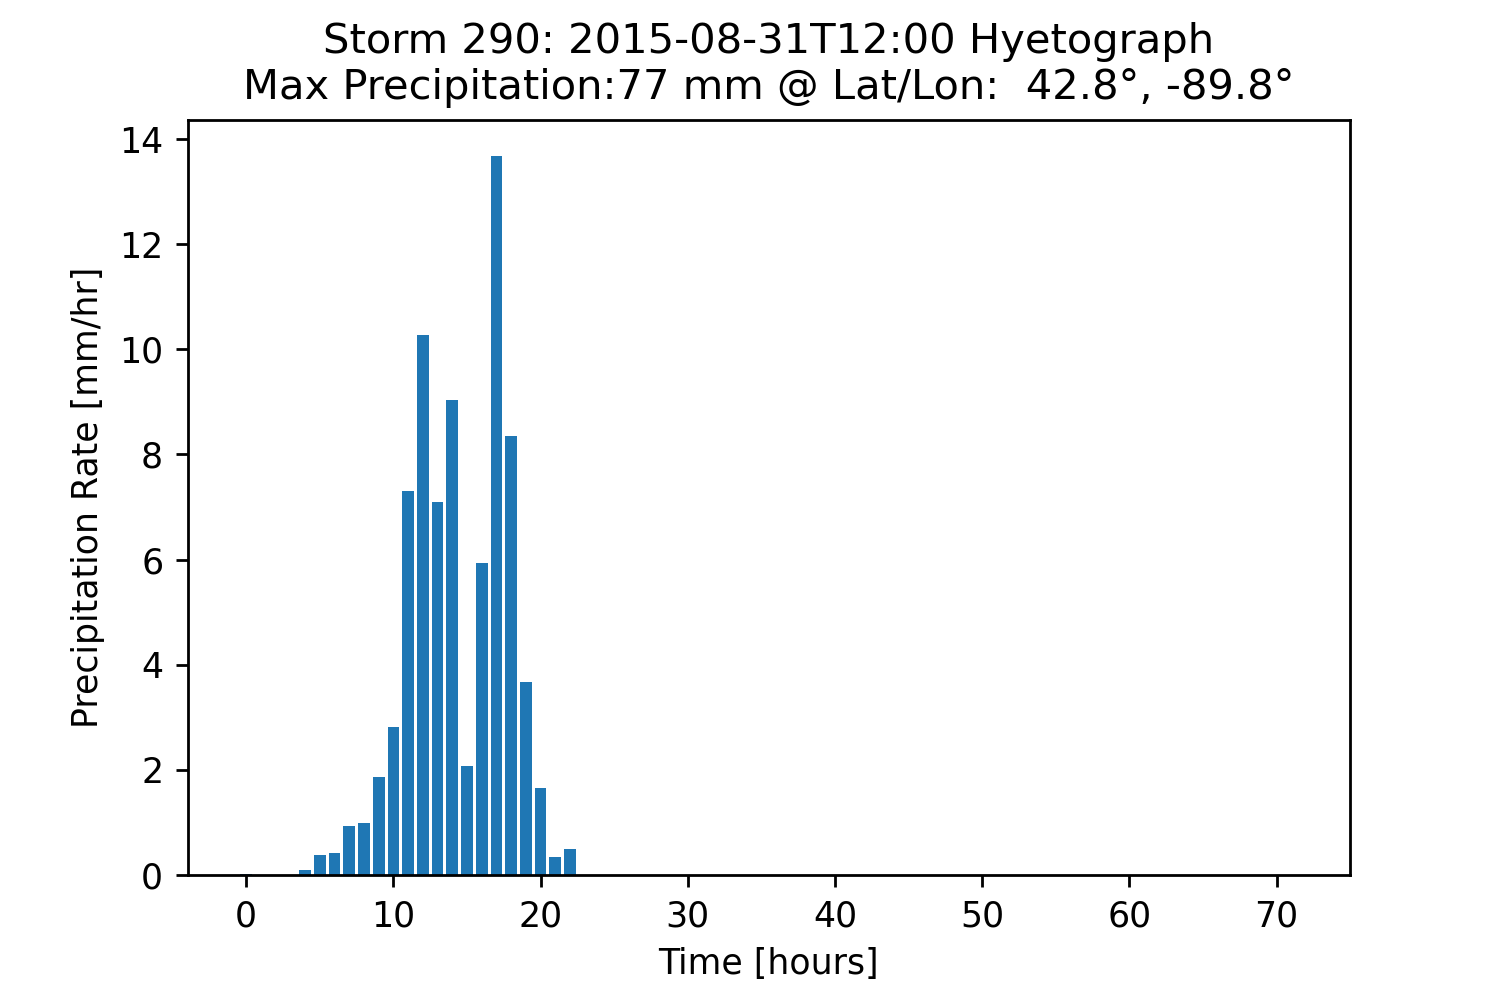 Storm 290: 2015-08-31T12:00 Hyetograph
Max Precipitation:77 mm @ Lat/Lon:  42.8°, -89.8°
14
12
10
8
6
4
2
0
Precipitation Rate [mm/hr]
0 10 20 30 40 50 60 70
Time [hours]